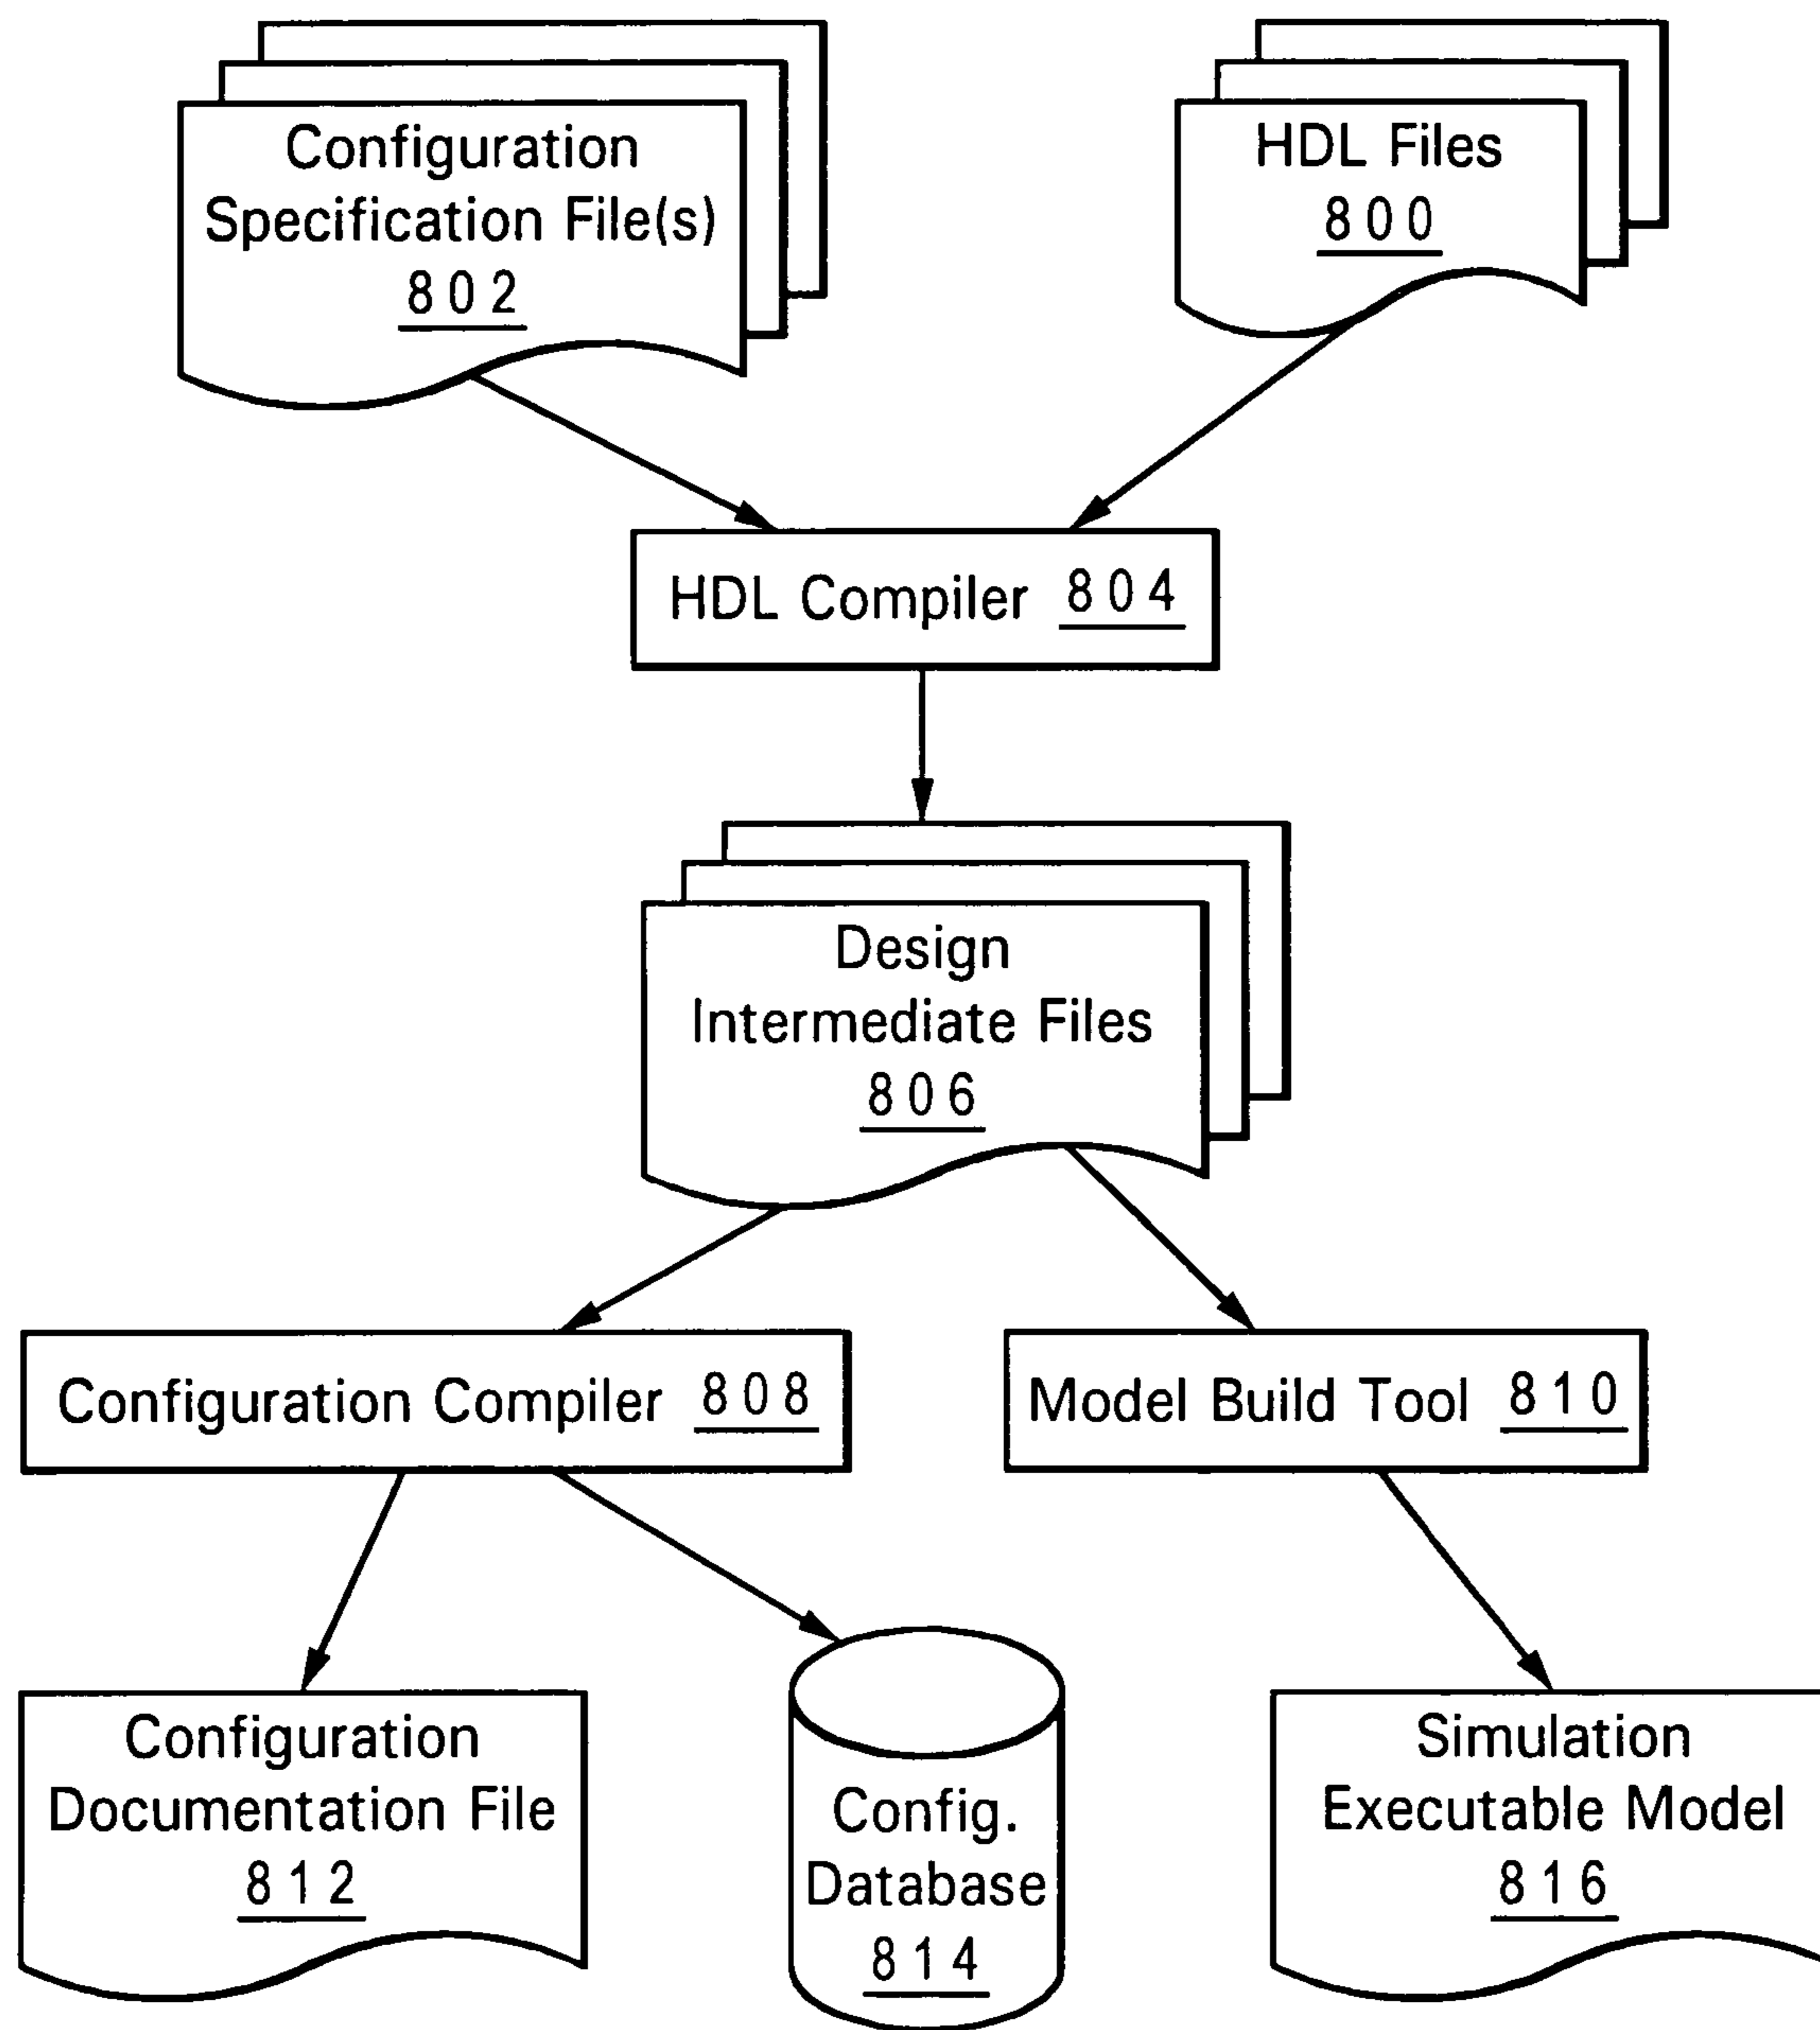 Configuration
Specification File(s)
802
HDL Files
800
HDL Compiler 804
Design
Intermediate Files
806
Configuration Compiler 808
Model Build Tool 810
Configuration
Documentation File
812
Config.
Database
814
Simulation
Executable Model
816